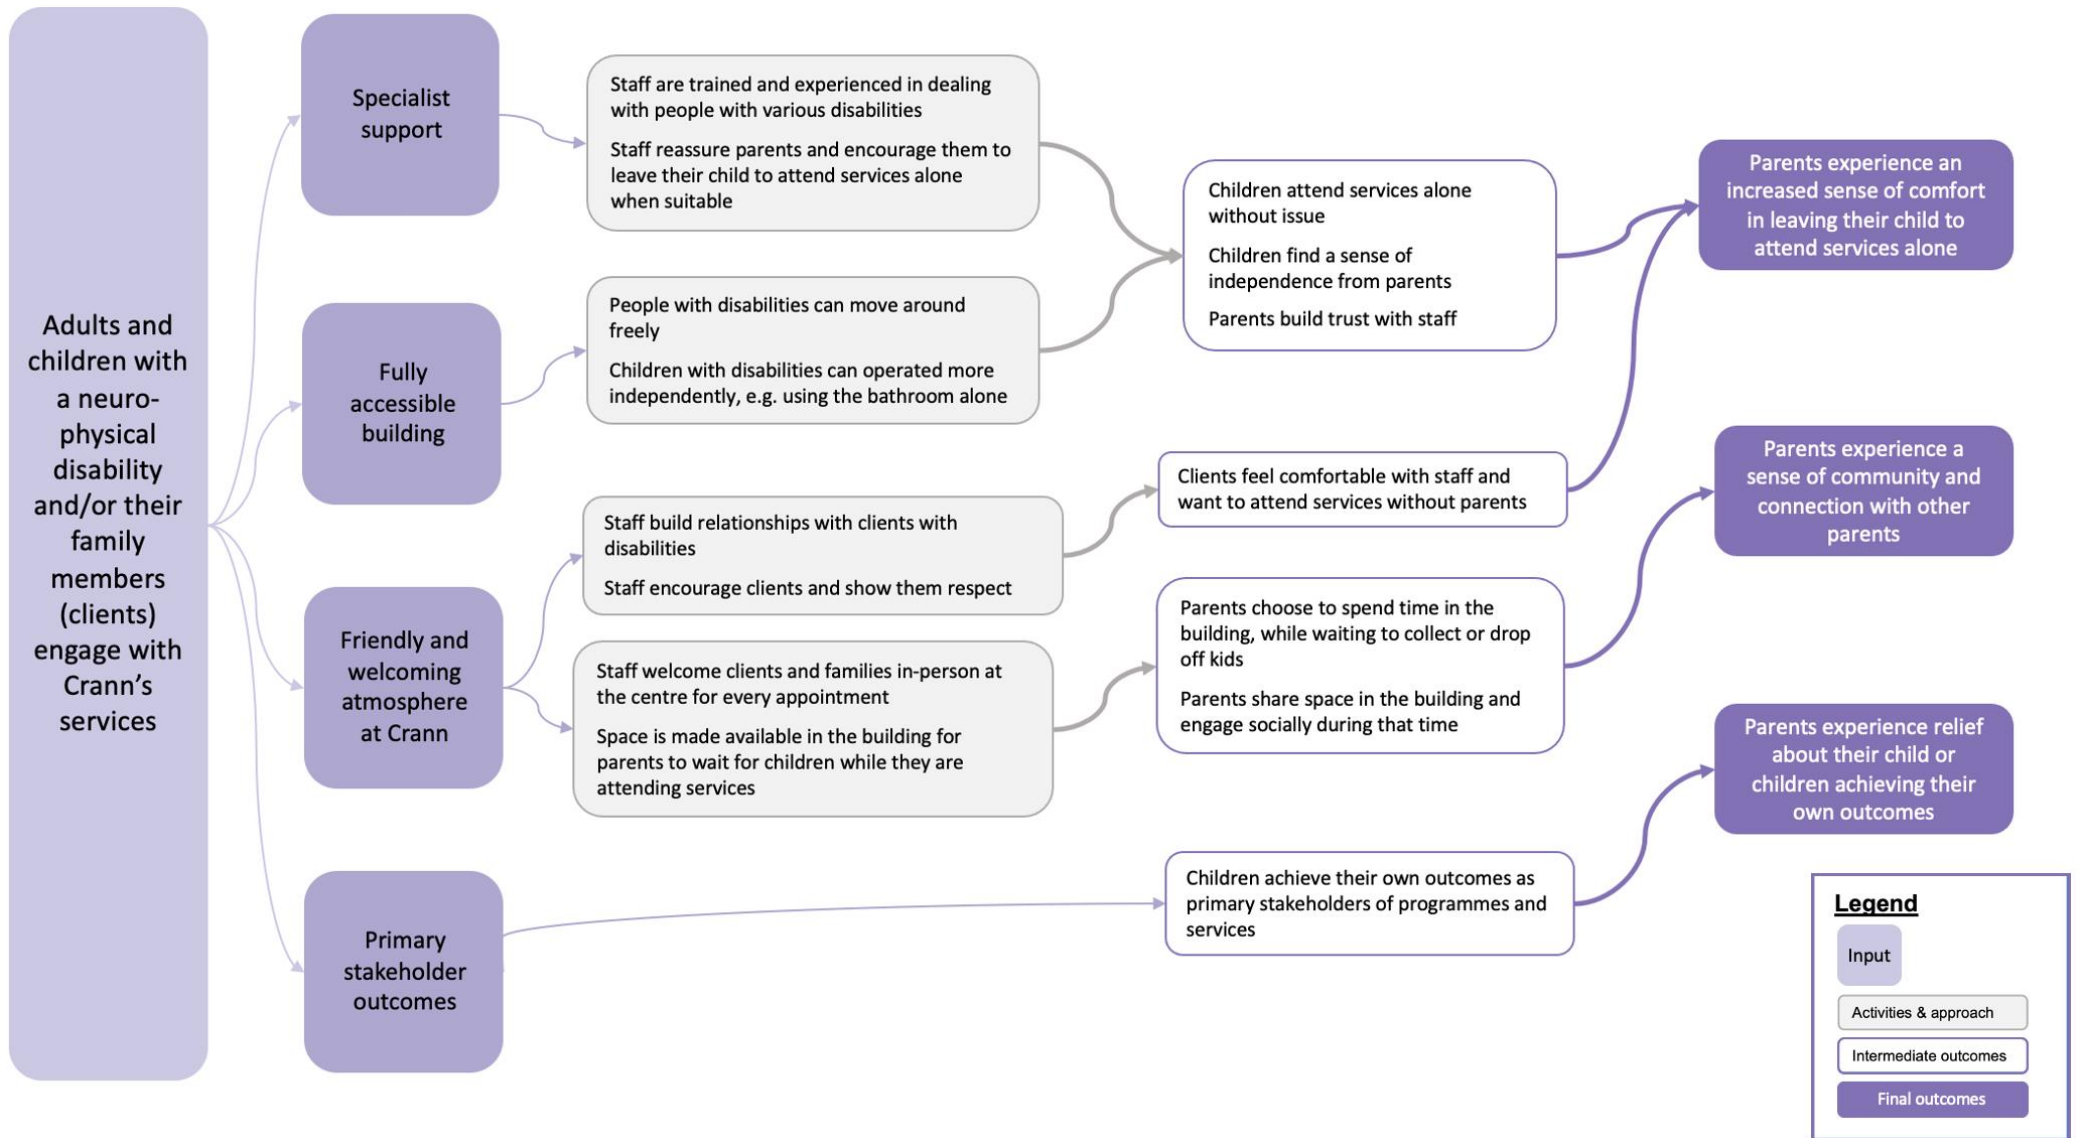 Adults and
children with
a neuro-
physical
disability
and/or their
family
members
(clients)
engage with
Crann's
services
Specialist
support
Fully
accessible
building
Friendly and
welcoming
atmosphere
at Crann
Primary
stakeholder
outcomes
Staff are trained and experienced in dealing
with people with various disabilities
Staff reassure parents and encourage them to
leave their child to attend services alone
when suitable
People with disabilities can move around
freely
Children with disabilities can operated more
independently, e.g. using the bathroom alone
Staff build relationships with clients with
disabilities
Staff encourage clients and show them respect
Staff welcome clients and families in-person at
the centre for every appointment
Space is made available in the building for
parents to wait for children while they are
attending services
Children attend services alone
without issue
Children find a sense of
independence from parents
Parents build trust with staff
Clients feel comfortable with staff and
want to attend services without parents
Parents choose to spend time in the
building, while waiting to collect or drop
off kids
Parents share space in the building and
engage socially during that time
Children achieve their own outcomes as
primary stakeholders of programmes and
services
Parents experience an
increased sense of comfort
in leaving their child to
attend services alone
Parents experience a
sense of community and
connection with other
parents
Parents experience relief
about their child or
children achieving their
own outcomes
Legend
Input
Activities & approach
Intermediate outcomes
Final outcomes